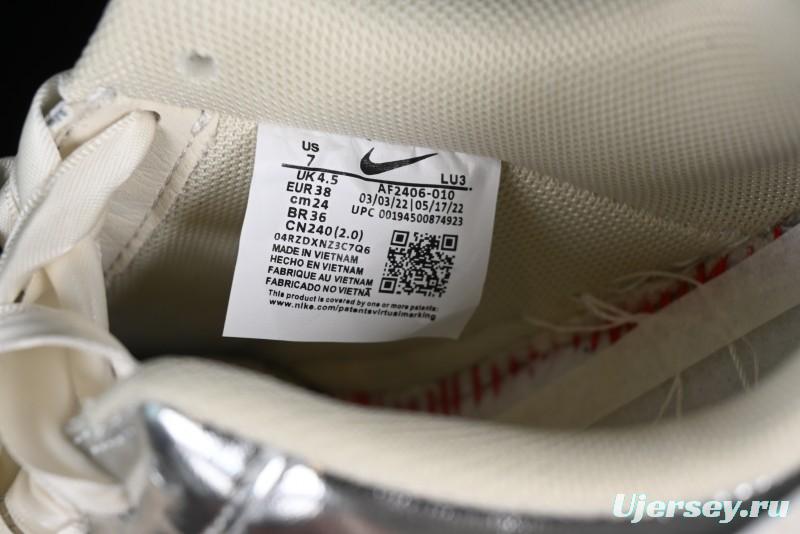 US
7
LU3
UK 4.5
EUR 38
cm 24
BR 36
CN 240 (2.0)
AF2406-010
03/03/22 | 05/17/22
UPC 00194500874923
04RZDXNZ3C7Q6
MADE IN VIETNAM
HECHO EN VIETNAM
FABRIQUE AU VIETNAM
FABRICADO NO VIETNÃ
This product is covered by one or more patents:
www.nike.com/patentsvirtualmarking
Ujersey.ru